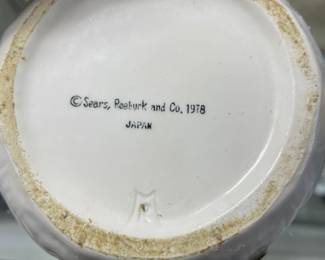 © Sears, Roebuck and Co. 1978
JAPAN